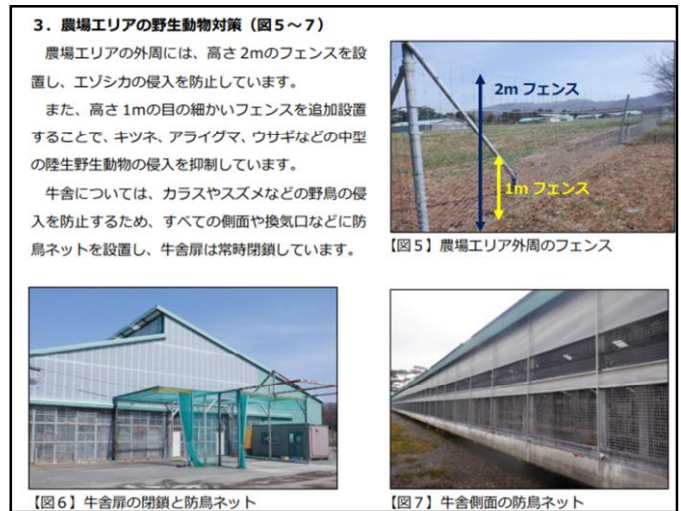 ３．農場エリアの野生動物対策（図５～７）
農場エリアの外周には、高さ 2mのフェンスを設
置し、エゾシカの侵入を防止しています。
また、高さ 1mの目の細かいフェンスを追加設置
することで、キツネ、アライグマ、ウサギなどの中型
の陸生野生動物の侵入を抑制しています。
牛舎については、カラスやスズメなどの野鳥の侵
入を防止するため、すべての側面や換気口などに防
鳥ネットを設置し、牛舎扉は常時閉鎖しています。
2m フェンス
1m フェンス
【図５】農場エリア外周のフェンス
【図６】牛舎扉の閉鎖と防鳥ネット
【図７】牛舎側面の防鳥ネット